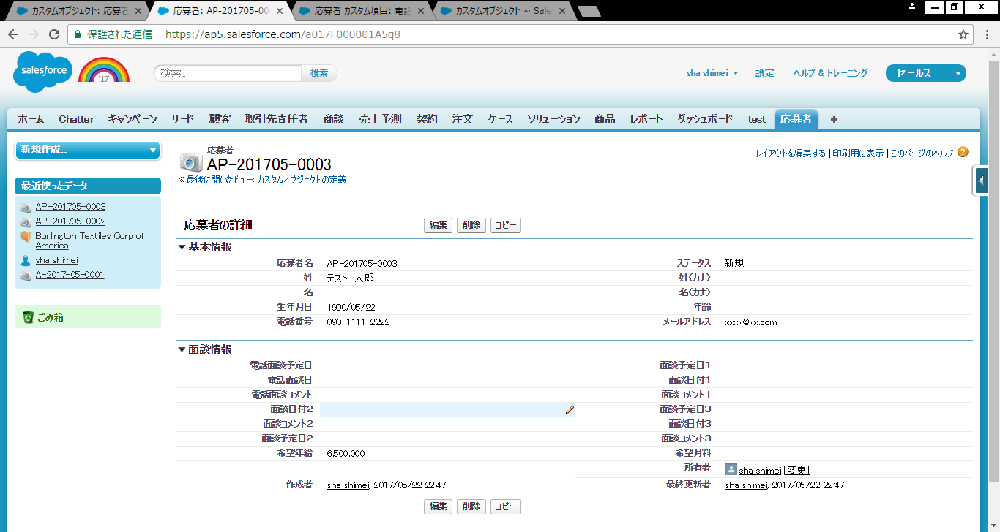 カスタムオブジェクト: 応募者
応募者: AP-201705-00
応募者 カスタム項目: 電話
カスタムオブジェクト ~ Sale
保護された通信 | https://ap5.salesforce.com/a017F000001A5q8
salesforce
'17
検索...
検索
sha shimei
設定
ヘルプ & トレーニング
セールス
ホーム Chatter キャンペーン リード 顧客 取引先責任者 商談 売上予測 契約 注文 ケース ソリューション 商品 レポート ダッシュボード test 応募者 +
新規作成...
最近使ったデータ
AP-201705-0003
AP-201705-0002
Burlington Textiles Corp of
America
sha shimei
A-2017-05-0001
ごみ箱
応募者
AP-201705-0003
« 最後に開いたビュー: カスタムオブジェクトの定義
レイアウトを編集する | 印刷用に表示 | このページのヘルプ
応募者の詳細 編集 削除 コピー
基本情報
応募者名 AP-201705-0003 ステータス 新規
姓 テスト 太郎 姓(カナ)
名 名(カナ)
生年月日 1990/05/22 年齢
電話番号 090-1111-2222 メールアドレス xxxx@xx.com
面談情報
電話面談予定日 面談予定日1
電話面談日 面談日付1
電話面談コメント 面談コメント1
面談日付2 面談予定日3
面談コメント2 面談日付3
面談予定日2 面談コメント3
希望年給 6,500,000 希望月料
所有者 sha shimei [変更]
作成者 sha shimei, 2017/05/22 22:47 最終更新者 sha shimei, 2017/05/22 22:47
編集 削除 コピー